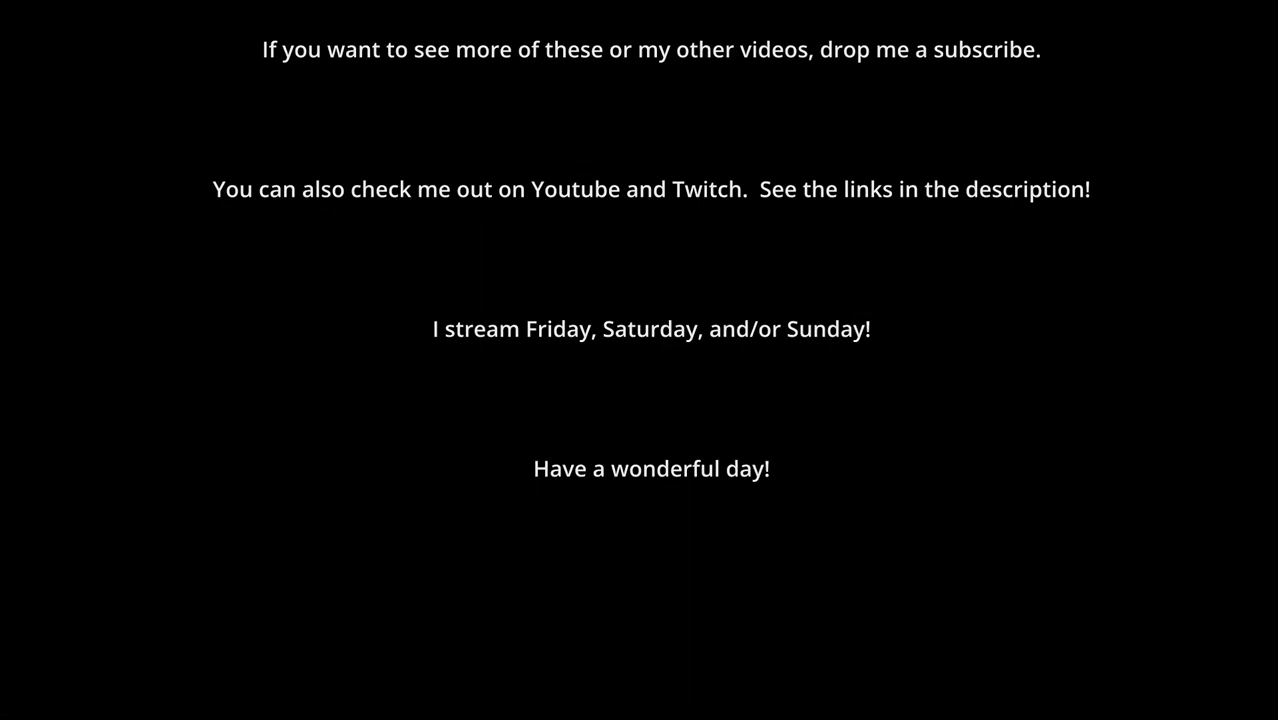 If you want to see more of these or my other videos, drop me a subscribe.
You can also check me out on Youtube and Twitch.  See the links in the description!
I stream Friday, Saturday, and/or Sunday!
Have a wonderful day!